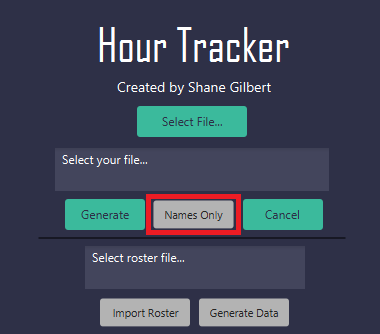 Hour Tracker
Created by Shane Gilbert
Select File...
Select your file...
Generate Names Only Cancel
Select roster file...
Import Roster Generate Data